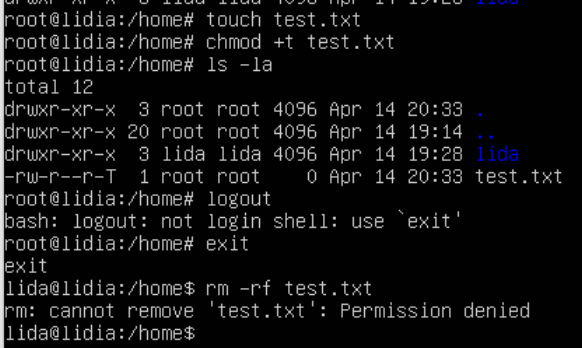 root@lidia:/home# touch test.txt
root@lidia:/home# chmod +t test.txt
root@lidia:/home# ls -la
total 12
drwxr-xr-x  3 root root 4096 Apr 14 20:33 .
drwxr-xr-x 20 root root 4096 Apr 14 19:14 ..
drwxr-xr-x  3 lida lida 4096 Apr 14 19:28 lida
-rw-r--r-T  1 root root    0 Apr 14 20:33 test.txt
root@lidia:/home# logout
bash: logout: not login shell: use `exit'
root@lidia:/home# exit
exit
lida@lidia:/home$ rm -rf test.txt
rm: cannot remove 'test.txt': Permission denied
lida@lidia:/home$